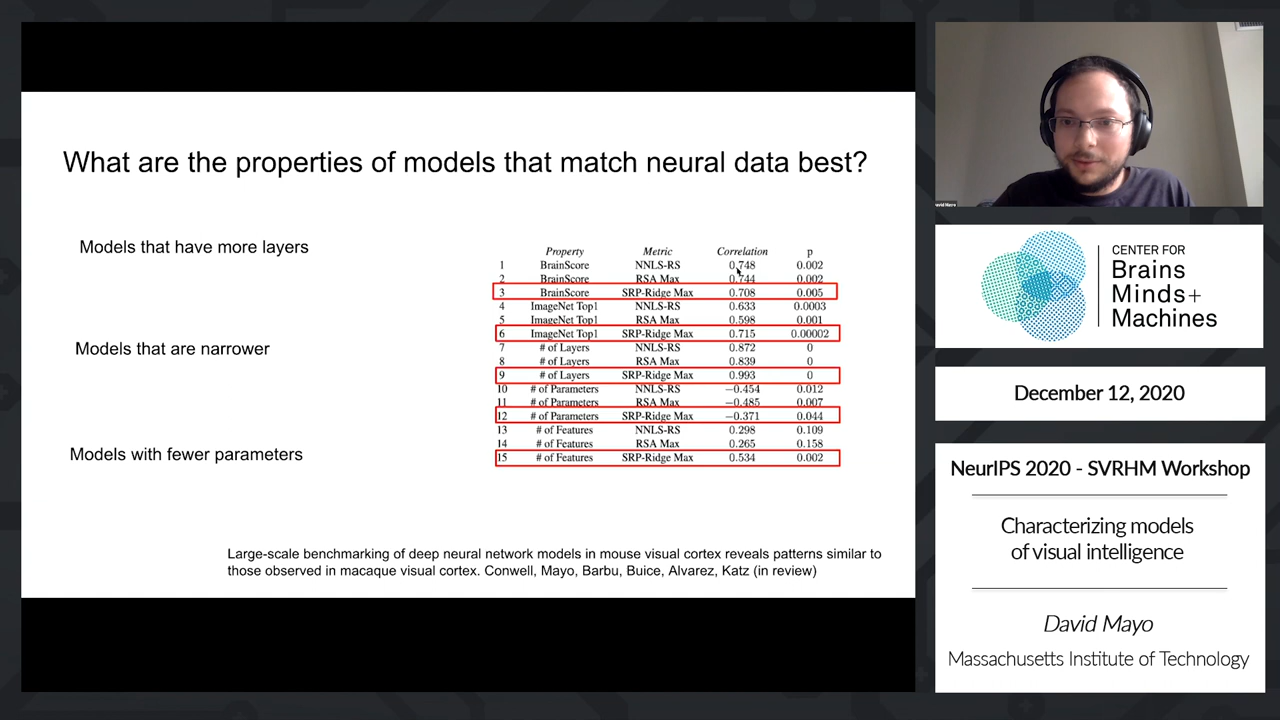 What are the properties of models that match neural data best?
Models that have more layers
Models that are narrower
Models with fewer parameters
Property Metric Correlation p
1 BrainScore NNLS-RS 0.748 0.002
2 BrainScore RSA Max 0.744 0.002
3 BrainScore SRP-Ridge Max 0.708 0.005
4 ImageNet Top1 NNLS-RS 0.633 0.0003
5 ImageNet Top1 RSA Max 0.598 0.001
6 ImageNet Top1 SRP-Ridge Max 0.715 0.00002
7 # of Layers NNLS-RS 0.872 0
8 # of Layers RSA Max 0.839 0
9 # of Layers SRP-Ridge Max 0.993 0
10 # of Parameters NNLS-RS −0.454 0.012
11 # of Parameters RSA Max −0.485 0.007
12 # of Parameters SRP-Ridge Max −0.371 0.044
13 # of Features NNLS-RS 0.298 0.109
14 # of Features RSA Max 0.265 0.158
15 # of Features SRP-Ridge Max 0.534 0.002
Large-scale benchmarking of deep neural network models in mouse visual cortex reveals patterns similar to
those observed in macaque visual cortex. Conwell, Mayo, Barbu, Buice, Alvarez, Katz (in review)
David Mayo
CENTER FOR
Brains
Minds+
Machines
December 12, 2020
NeurIPS 2020 - SVRHM Workshop
Characterizing models
of visual intelligence
David Mayo
Massachusetts Institute of Technology